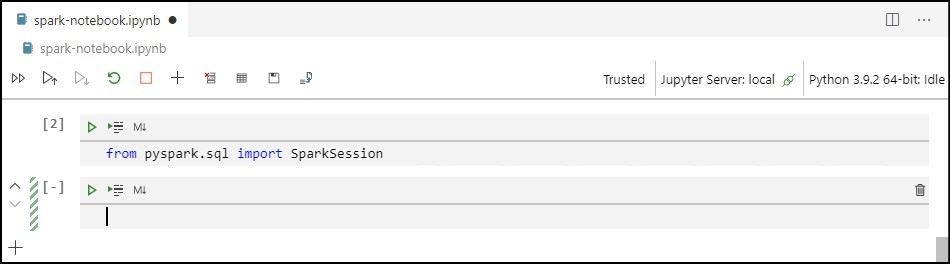 spark-notebook.ipynb
spark-notebook.ipynb
Trusted Jupyter Server: local Python 3.9.2 64-bit: Idle
[2] M↓
from pyspark.sql import SparkSession
[-] M↓